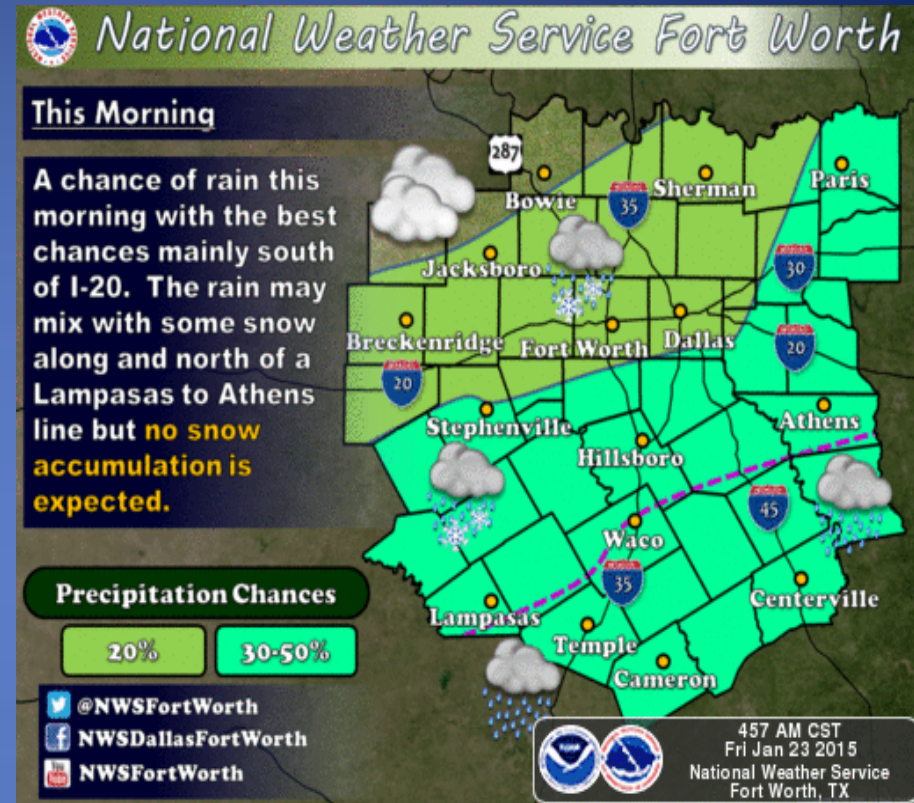 National Weather Service Fort Worth
This Morning
A chance of rain this
morning with the best
chances mainly south
of I-20. The rain may
mix with some snow
along and north of a
Lampasas to Athens
line but no snow
accumulation is
expected.
287
Bowie
35
Sherman
Paris
Jacksboro
30
Breckenridge
Fort Worth
Dallas
20
20
Stephenville
Athens
Hillsboro
45
Waco
35
Lampasas
Centerville
Temple
Cameron
Precipitation Chances
20%
30-50%
@NWSFortWorth
NWSDallasFortWorth
NWSFortWorth
457 AM CST
Fri Jan 23 2015
National Weather Service
Fort Worth, TX